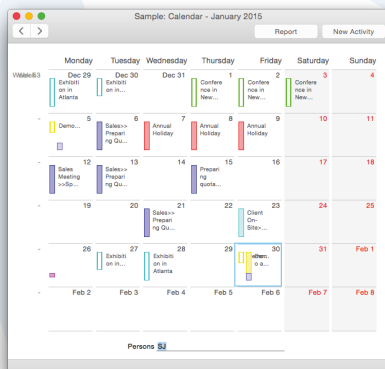 Sample: Calendar - January 2015
Report New Activity
Monday Tuesday Wednesday Thursday Friday Saturday Sunday
Dec 29 Dec 30 Dec 31 1 2 3 4
Exhibiti Exhibiti Confere Confere Confere
on in on in... nce in nce in nce in
Atlanta New... New... New...
- 5 6 7 8 9 10 11
Demo... Sales>> Annual Annual Annual
Prepari Holiday Holiday Holiday
ng Qu...
- 12 13 14 15 16 17 18
Sales Sales>> Prepari
Meeting Prepari ng
>>Sp... ng Qu... quota...
- 19 20 21 22 23 24 25
Sales>> Client
Prepari On-
ng Qu... Site>...
- 26 27 28 29 30 31 Feb 1
Exhibiti Exhibiti
on in... on in o a...
Atlanta
- Feb 2 Feb 3 Feb 4 Feb 5 Feb 6 Feb 7 Feb 8
Persons SJ